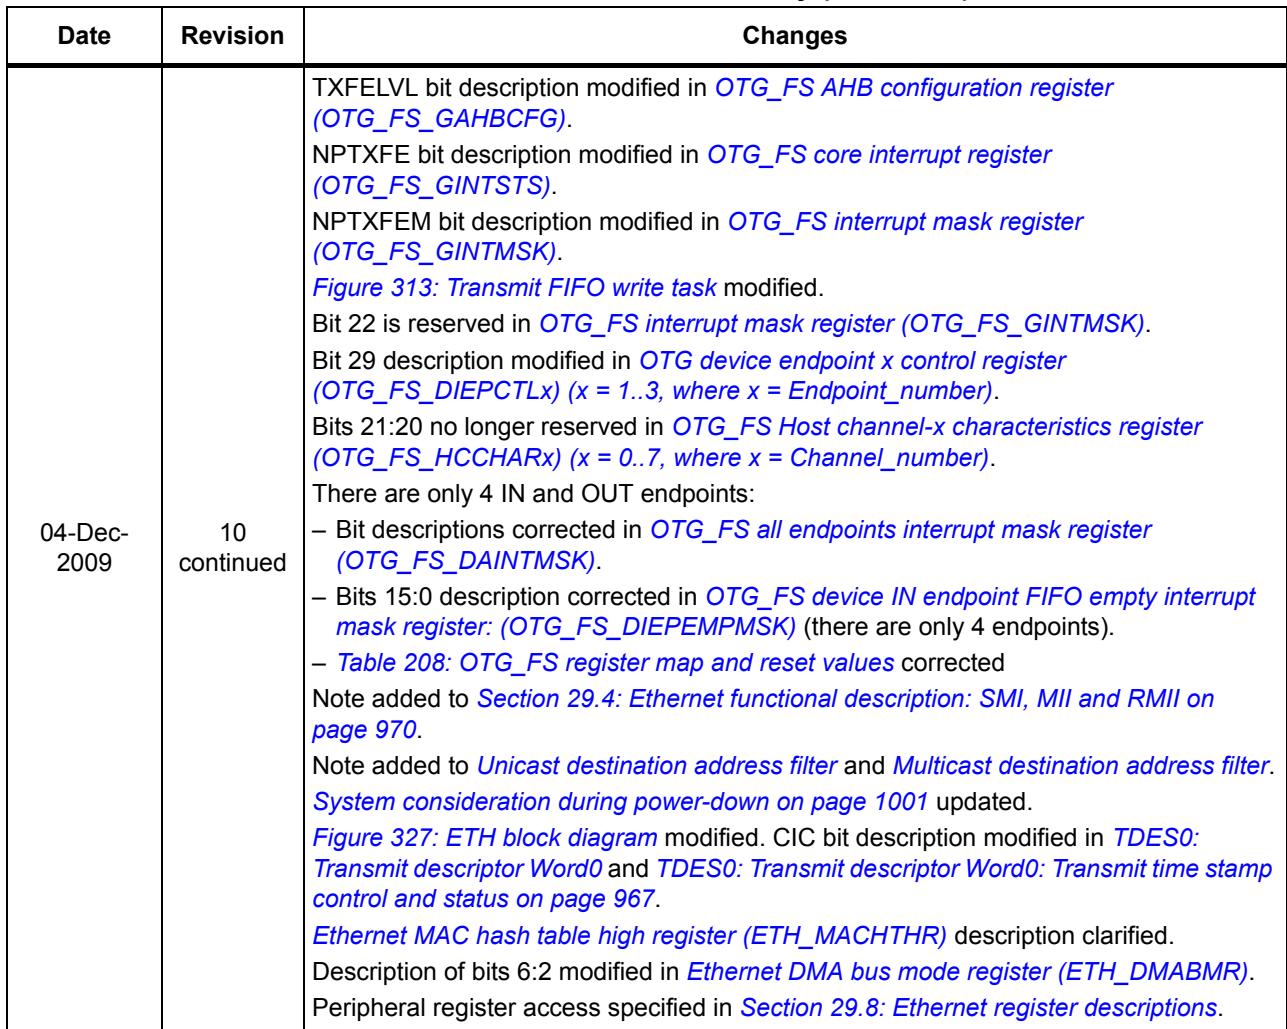 Date
Revision
Changes
04-Dec-
2009
10
continued
TXFELVL bit description modified in OTG_FS AHB configuration register
(OTG_FS_GAHBCFG).
NPTXFE bit description modified in OTG_FS core interrupt register
(OTG_FS_GINTSTS).
NPTXFEM bit description modified in OTG_FS interrupt mask register
(OTG_FS_GINTMSK).
Figure 313: Transmit FIFO write task modified.
Bit 22 is reserved in OTG_FS interrupt mask register (OTG_FS_GINTMSK).
Bit 29 description modified in OTG device endpoint x control register
(OTG_FS_DIEPCTLx) (x = 1..3, where x = Endpoint_number).
Bits 21:20 no longer reserved in OTG_FS Host channel-x characteristics register
(OTG_FS_HCCHARx) (x = 0..7, where x = Channel_number).
There are only 4 IN and OUT endpoints:
– Bit descriptions corrected in OTG_FS all endpoints interrupt mask register
(OTG_FS_DAINTMSK).
– Bits 15:0 description corrected in OTG_FS device IN endpoint FIFO empty interrupt
mask register: (OTG_FS_DIEPEMPMSK) (there are only 4 endpoints).
– Table 208: OTG_FS register map and reset values corrected
Note added to Section 29.4: Ethernet functional description: SMI, MII and RMII on
page 970.
Note added to Unicast destination address filter and Multicast destination address filter.
System consideration during power-down on page 1001 updated.
Figure 327: ETH block diagram modified. CIC bit description modified in TDES0:
Transmit descriptor Word0 and TDES0: Transmit descriptor Word0: Transmit time stamp
control and status on page 967.
Ethernet MAC hash table high register (ETH_MACHTHR) description clarified.
Description of bits 6:2 modified in Ethernet DMA bus mode register (ETH_DMABMR).
Peripheral register access specified in Section 29.8: Ethernet register descriptions.